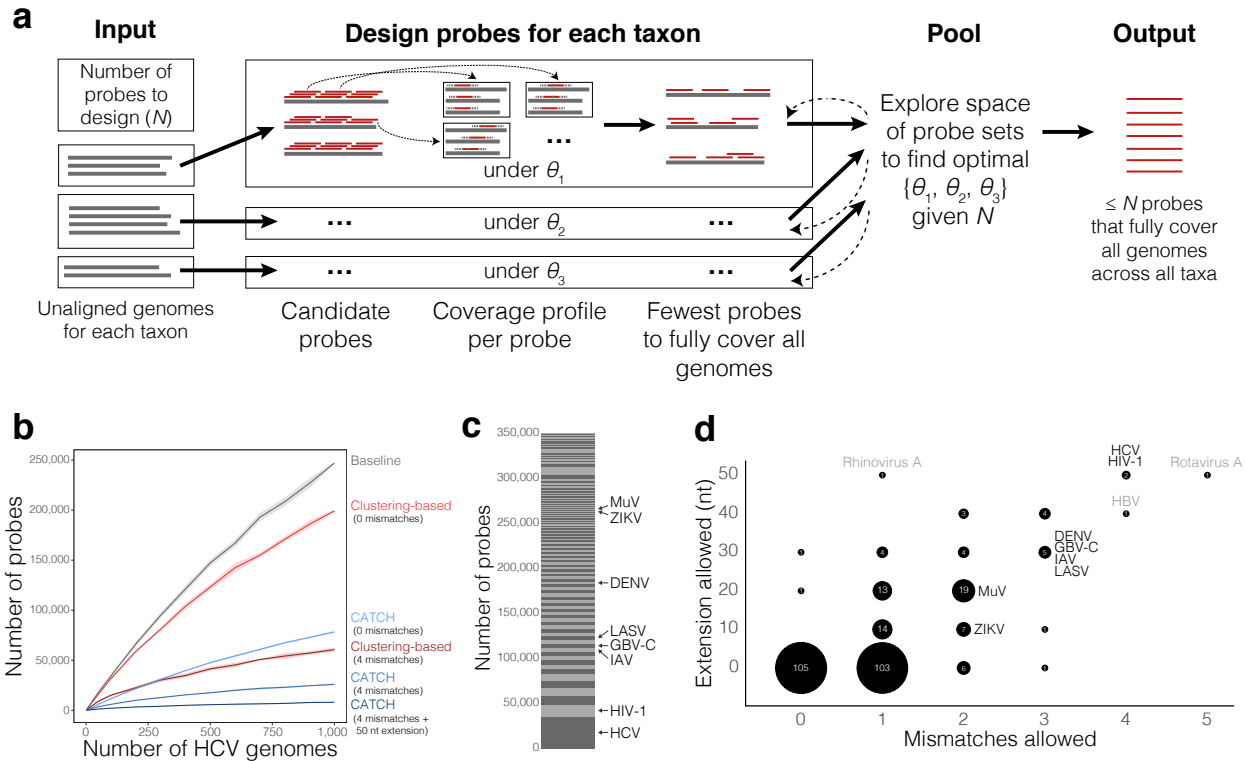 a
Input
Design probes for each taxon
Pool
Output
Number of
probes to
design (N)
under θ1
... under θ2 ...
... under θ3 ...
...
Explore space
of probe sets
to find optimal
{θ1, θ2, θ3}
given N
≤ N probes
that fully cover
all genomes
across all taxa
Unaligned genomes
for each taxon
Candidate
probes
Coverage profile
per probe
Fewest probes
to fully cover all
genomes
b
Number of probes
250,000
200,000
150,000
100,000
50,000
0
0 250 500 750 1,000
Number of HCV genomes
Baseline
Clustering-based
(0 mismatches)
CATCH
(0 mismatches)
Clustering-based
(4 mismatches)
CATCH
(4 mismatches)
CATCH
(4 mismatches +
50 nt extension)
c
Number of probes
350,000
300,000
250,000
200,000
150,000
100,000
50,000
0
MuV
ZIKV
DENV
LASV
GBV-C
IAV
HIV-1
HCV
d
Extension allowed (nt)
50
40
30
20
10
0
0 1 2 3 4 5
Mismatches allowed
Rhinovirus A
HCV
HIV-1
Rotavirus A
HBV
DENV
GBV-C
IAV
LASV
MuV
ZIKV
1 2 1
3 4 1
1 4 4 5
1 13 19
14 7 1
105 103 6 1